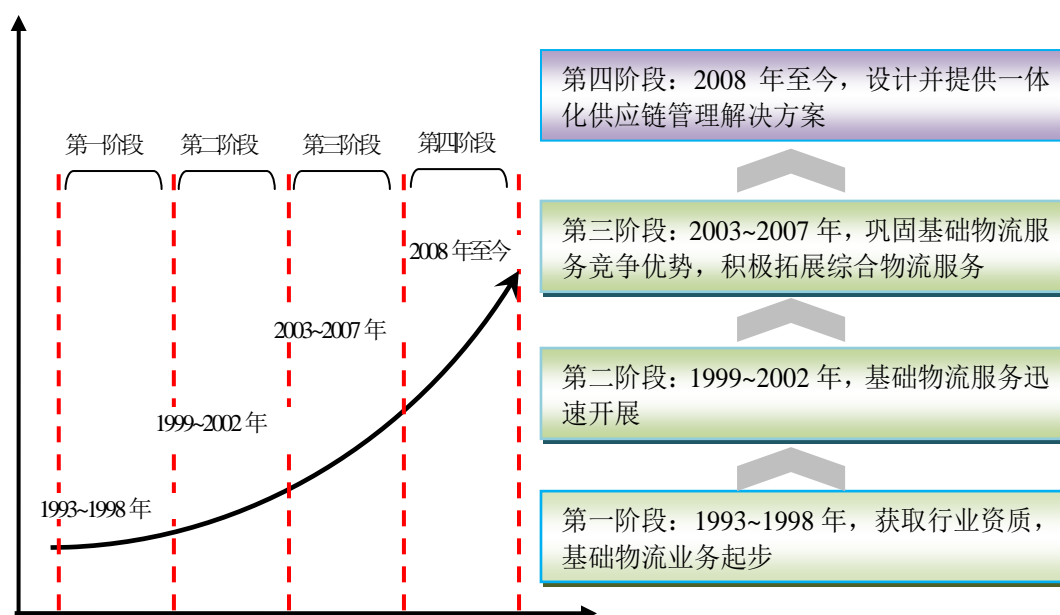 第一阶段
第二阶段
第三阶段
第四阶段
2008 年至今
2003~2007 年
1999~2002 年
1993~1998 年
第四阶段：2008 年至今，设计并提供一体
化供应链管理解决方案
第三阶段：2003~2007 年，巩固基础物流服
务竞争优势，积极拓展综合物流服务
第二阶段：1999~2002 年，基础物流服务迅
速开展
第一阶段：1993~1998 年，获取行业资质，
基础物流业务起步